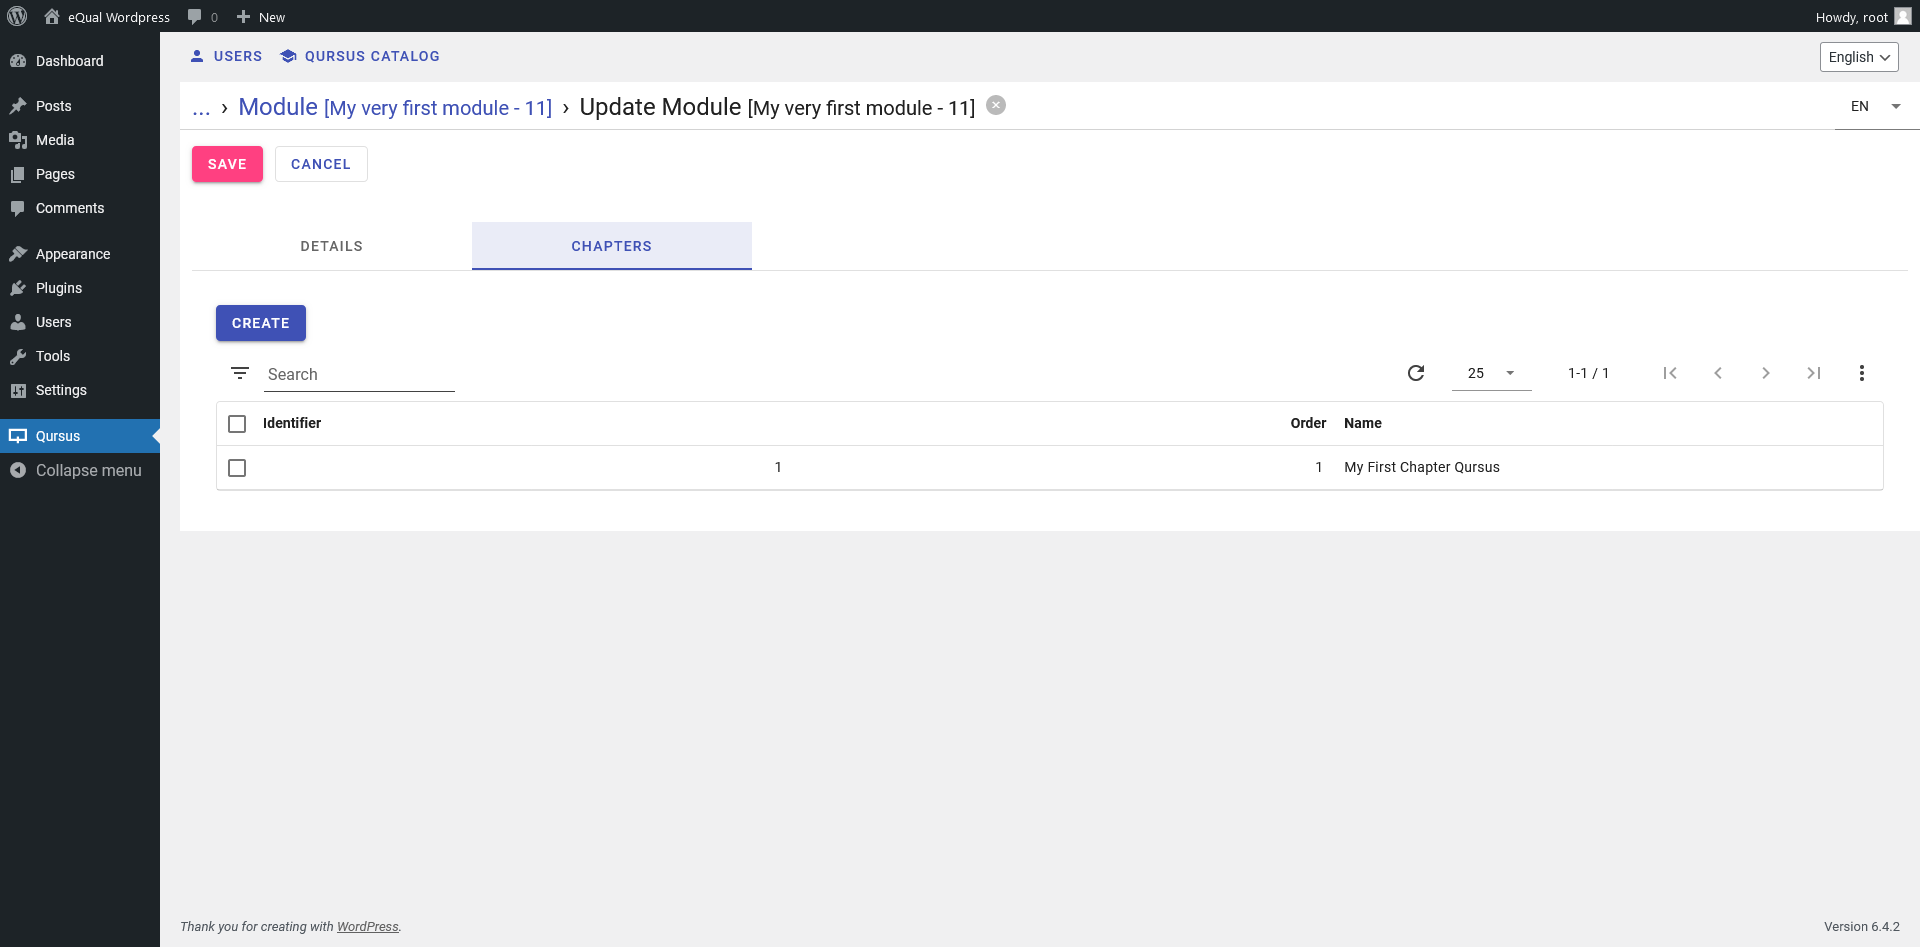 eQual Wordpress 0 New Howdy, root
Dashboard
Posts
Media
Pages
Comments
Appearance
Plugins
Users
Tools
Settings
Qursus
Collapse menu
USERS QURSUS CATALOG English
... › Module [My very first module - 11] › Update Module [My very first module - 11] EN
SAVE CANCEL
DETAILS CHAPTERS
CREATE
Search 25 1-1 / 1
Identifier Order Name
1 1 My First Chapter Qursus
Thank you for creating with WordPress. Version 6.4.2